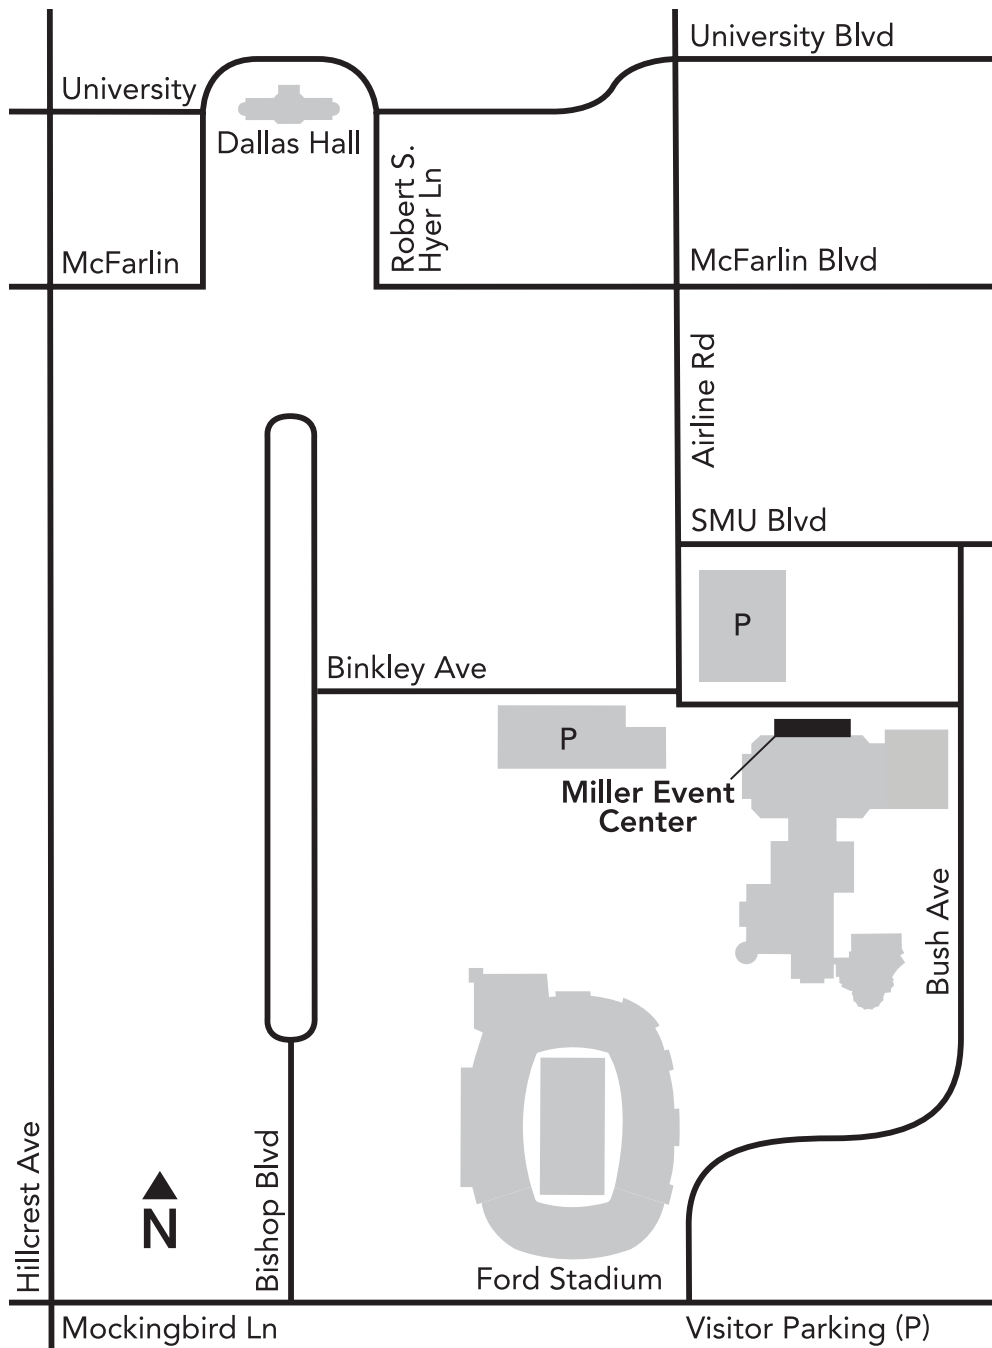 University Blvd
University
Dallas Hall
Robert S.
Hyer Ln
McFarlin
McFarlin Blvd
Airline Rd
SMU Blvd
P
Binkley Ave
P
Miller Event
Center
Bush Ave
Hillcrest Ave
N
Bishop Blvd
Ford Stadium
Mockingbird Ln
Visitor Parking (P)